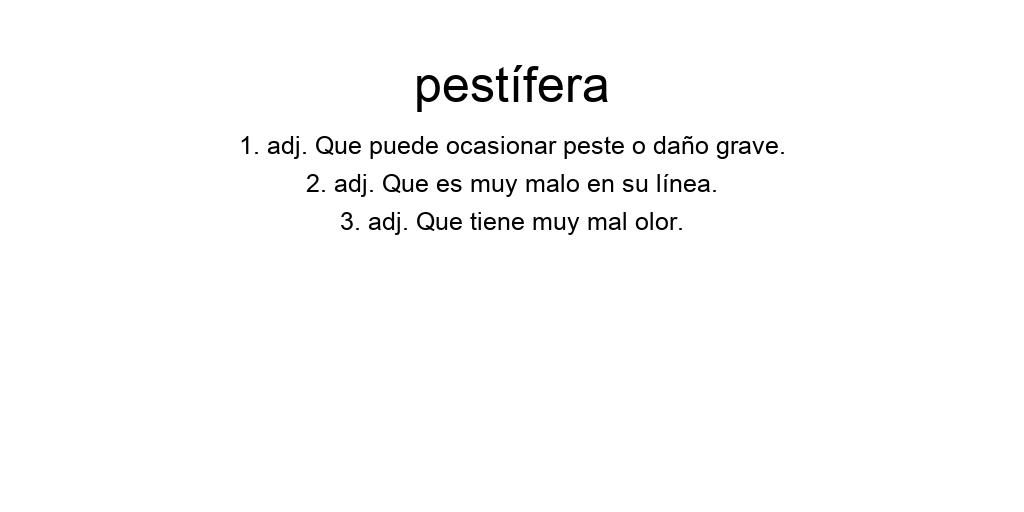 pestífera
1. adj. Que puede ocasionar peste o daño grave.
2. adj. Que es muy malo en su línea.
3. adj. Que tiene muy mal olor.